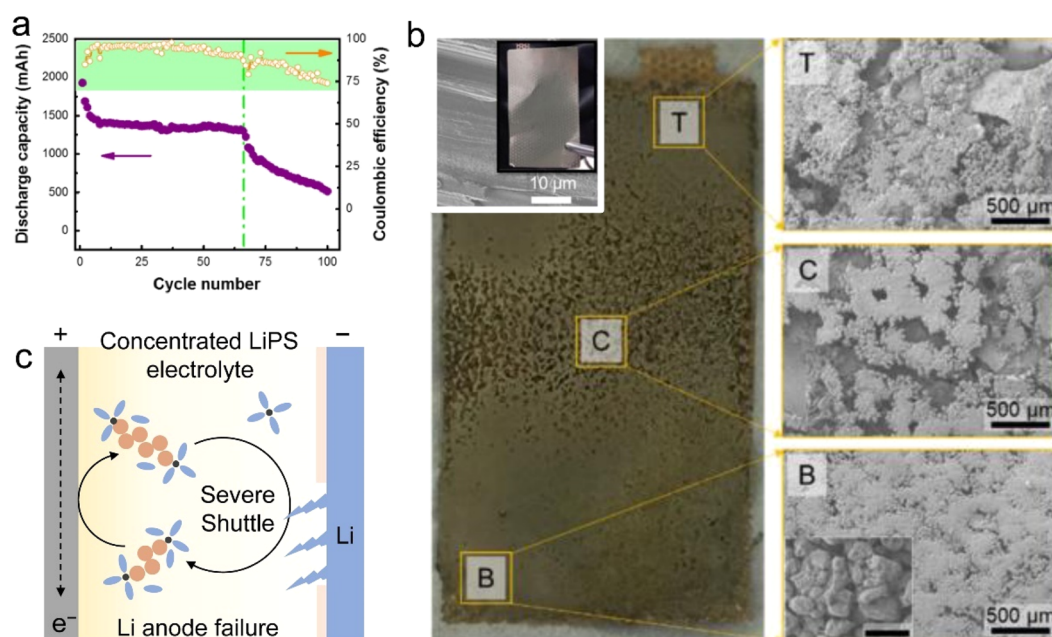 a
2500
2000
1500
1000
500
0
Discharge capacity (mAh)
100
75
50
25
0
Coulombic efficiency (%)
0
25
50
75
100
Cycle number
b
10 μm
T
C
B
T
500 μm
C
500 μm
B
500 μm
c
+
−
Concentrated LiPS
electrolyte
Severe
Shuttle
Li
e⁻
Li anode failure